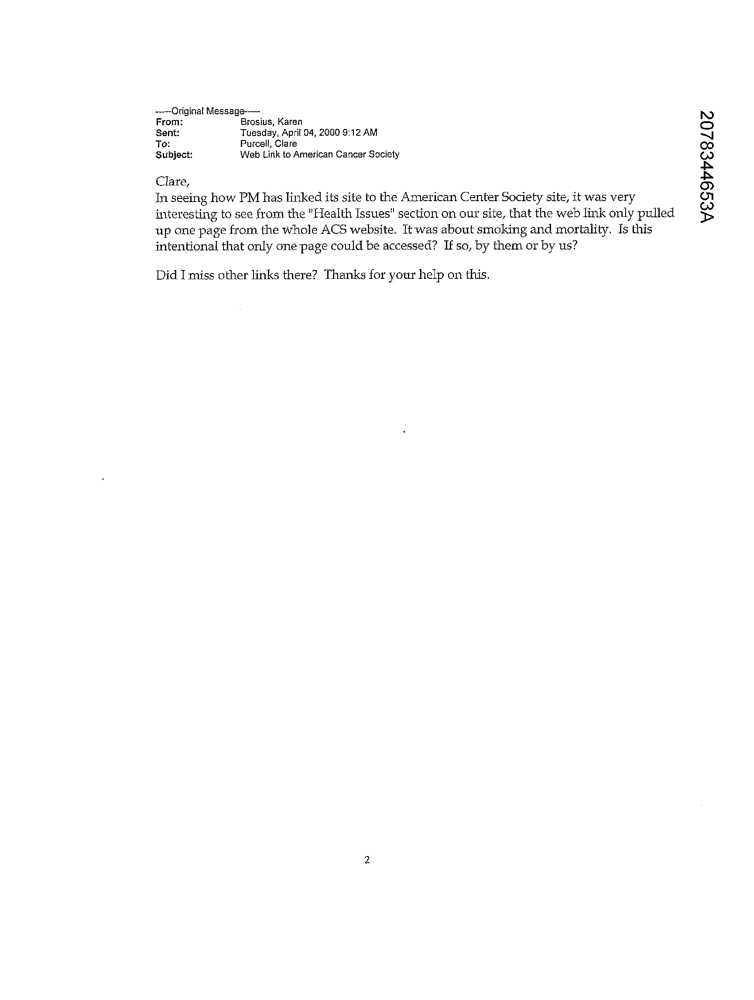 -----Original Message-----
From: Brosius, Karen
Sent: Tuesday, April 04, 2000 9:12 AM
To: Purcell, Clare
Subject: Web Link to American Cancer Society
Clare,
In seeing how PM has linked its site to the American Center Society site, it was very
interesting to see from the "Health Issues" section on our site, that the web link only pulled
up one page from the whole ACS website. It was about smoking and mortality. Is this
intentional that only one page could be accessed? If so, by them or by us?
Did I miss other links there? Thanks for your help on this.
2
2078344653A